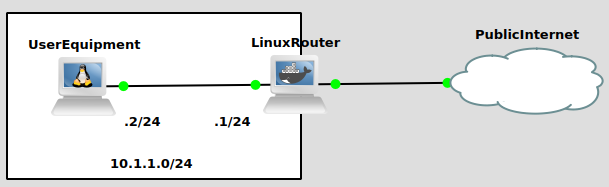 PublicInternet
LinuxRouter
UserEquipment
.2/24
.1/24
10.1.1.0/24